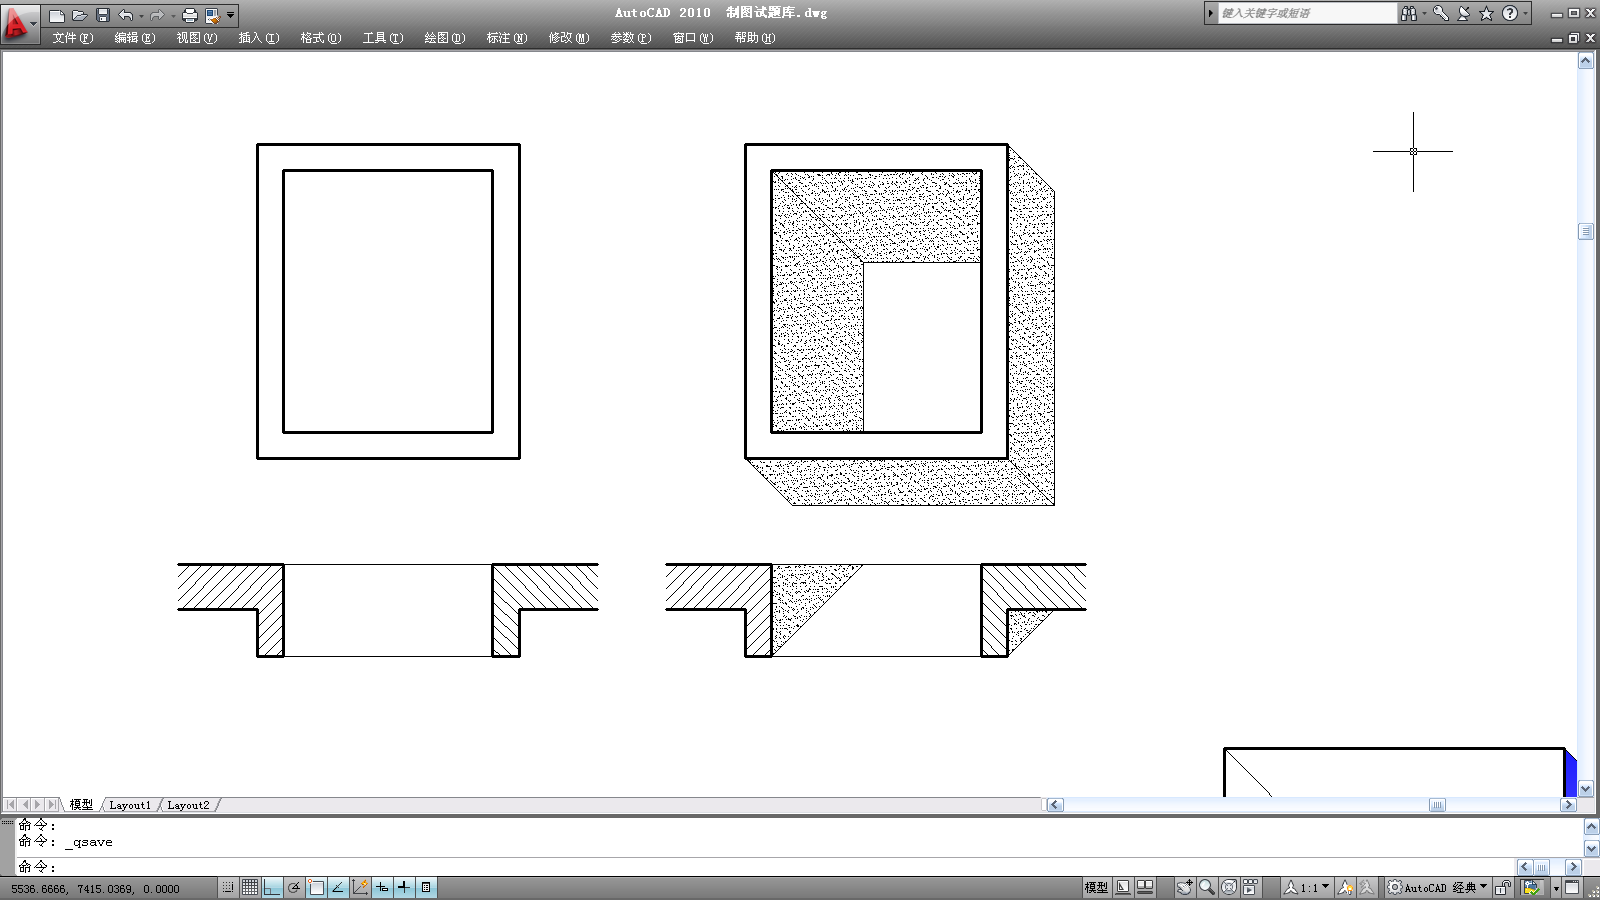 AutoCAD 2010 制图试题库.dwg
键入关键字或短语
文件(F) 编辑(E) 视图(V) 插入(I) 格式(O) 工具(T) 绘图(D) 标注(N) 修改(M) 参数(P) 窗口(W) 帮助(H)
模型 Layout1 Layout2
命令:
命令: _qsave
命令:
5536.6666, 7415.0369, 0.0000
模型
1:1
AutoCAD 经典